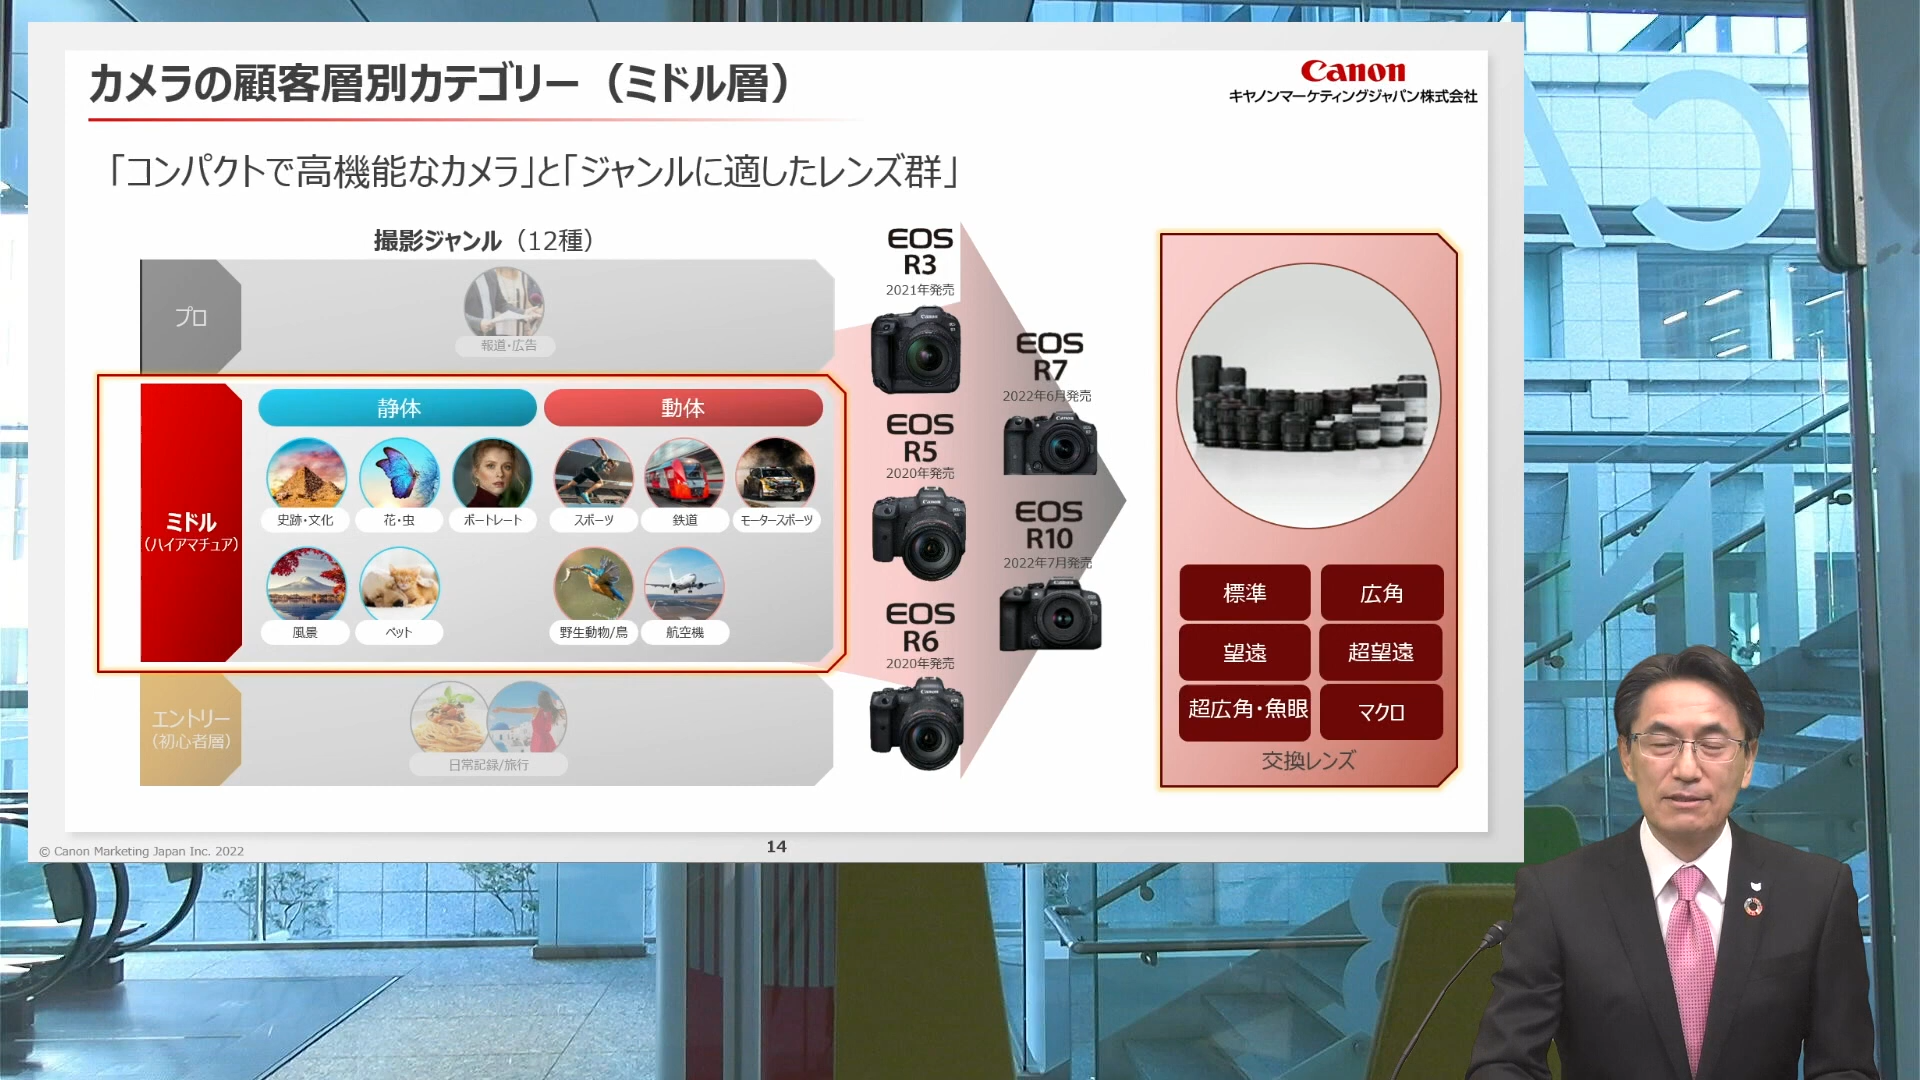 カメラの顧客層別カテゴリー（ミドル層）
Canon
キヤノンマーケティングジャパン株式会社
「コンパクトで高機能なカメラ」と「ジャンルに適したレンズ群」
撮影ジャンル（12種）
プロ
報道・広告
ミドル
（ハイアマチュア）
静体
動体
史跡・文化
花・虫
ポートレート
スポーツ
鉄道
モータースポーツ
風景
ペット
野生動物/鳥
航空機
エントリー
（初心者層）
日常記録/旅行
EOS
R3
2021年発売
EOS
R5
2020年発売
EOS
R6
2020年発売
EOS
R7
2022年6月発売
EOS
R10
2022年7月発売
標準
広角
望遠
超望遠
超広角・魚眼
マクロ
交換レンズ
© Canon Marketing Japan Inc. 2022
14